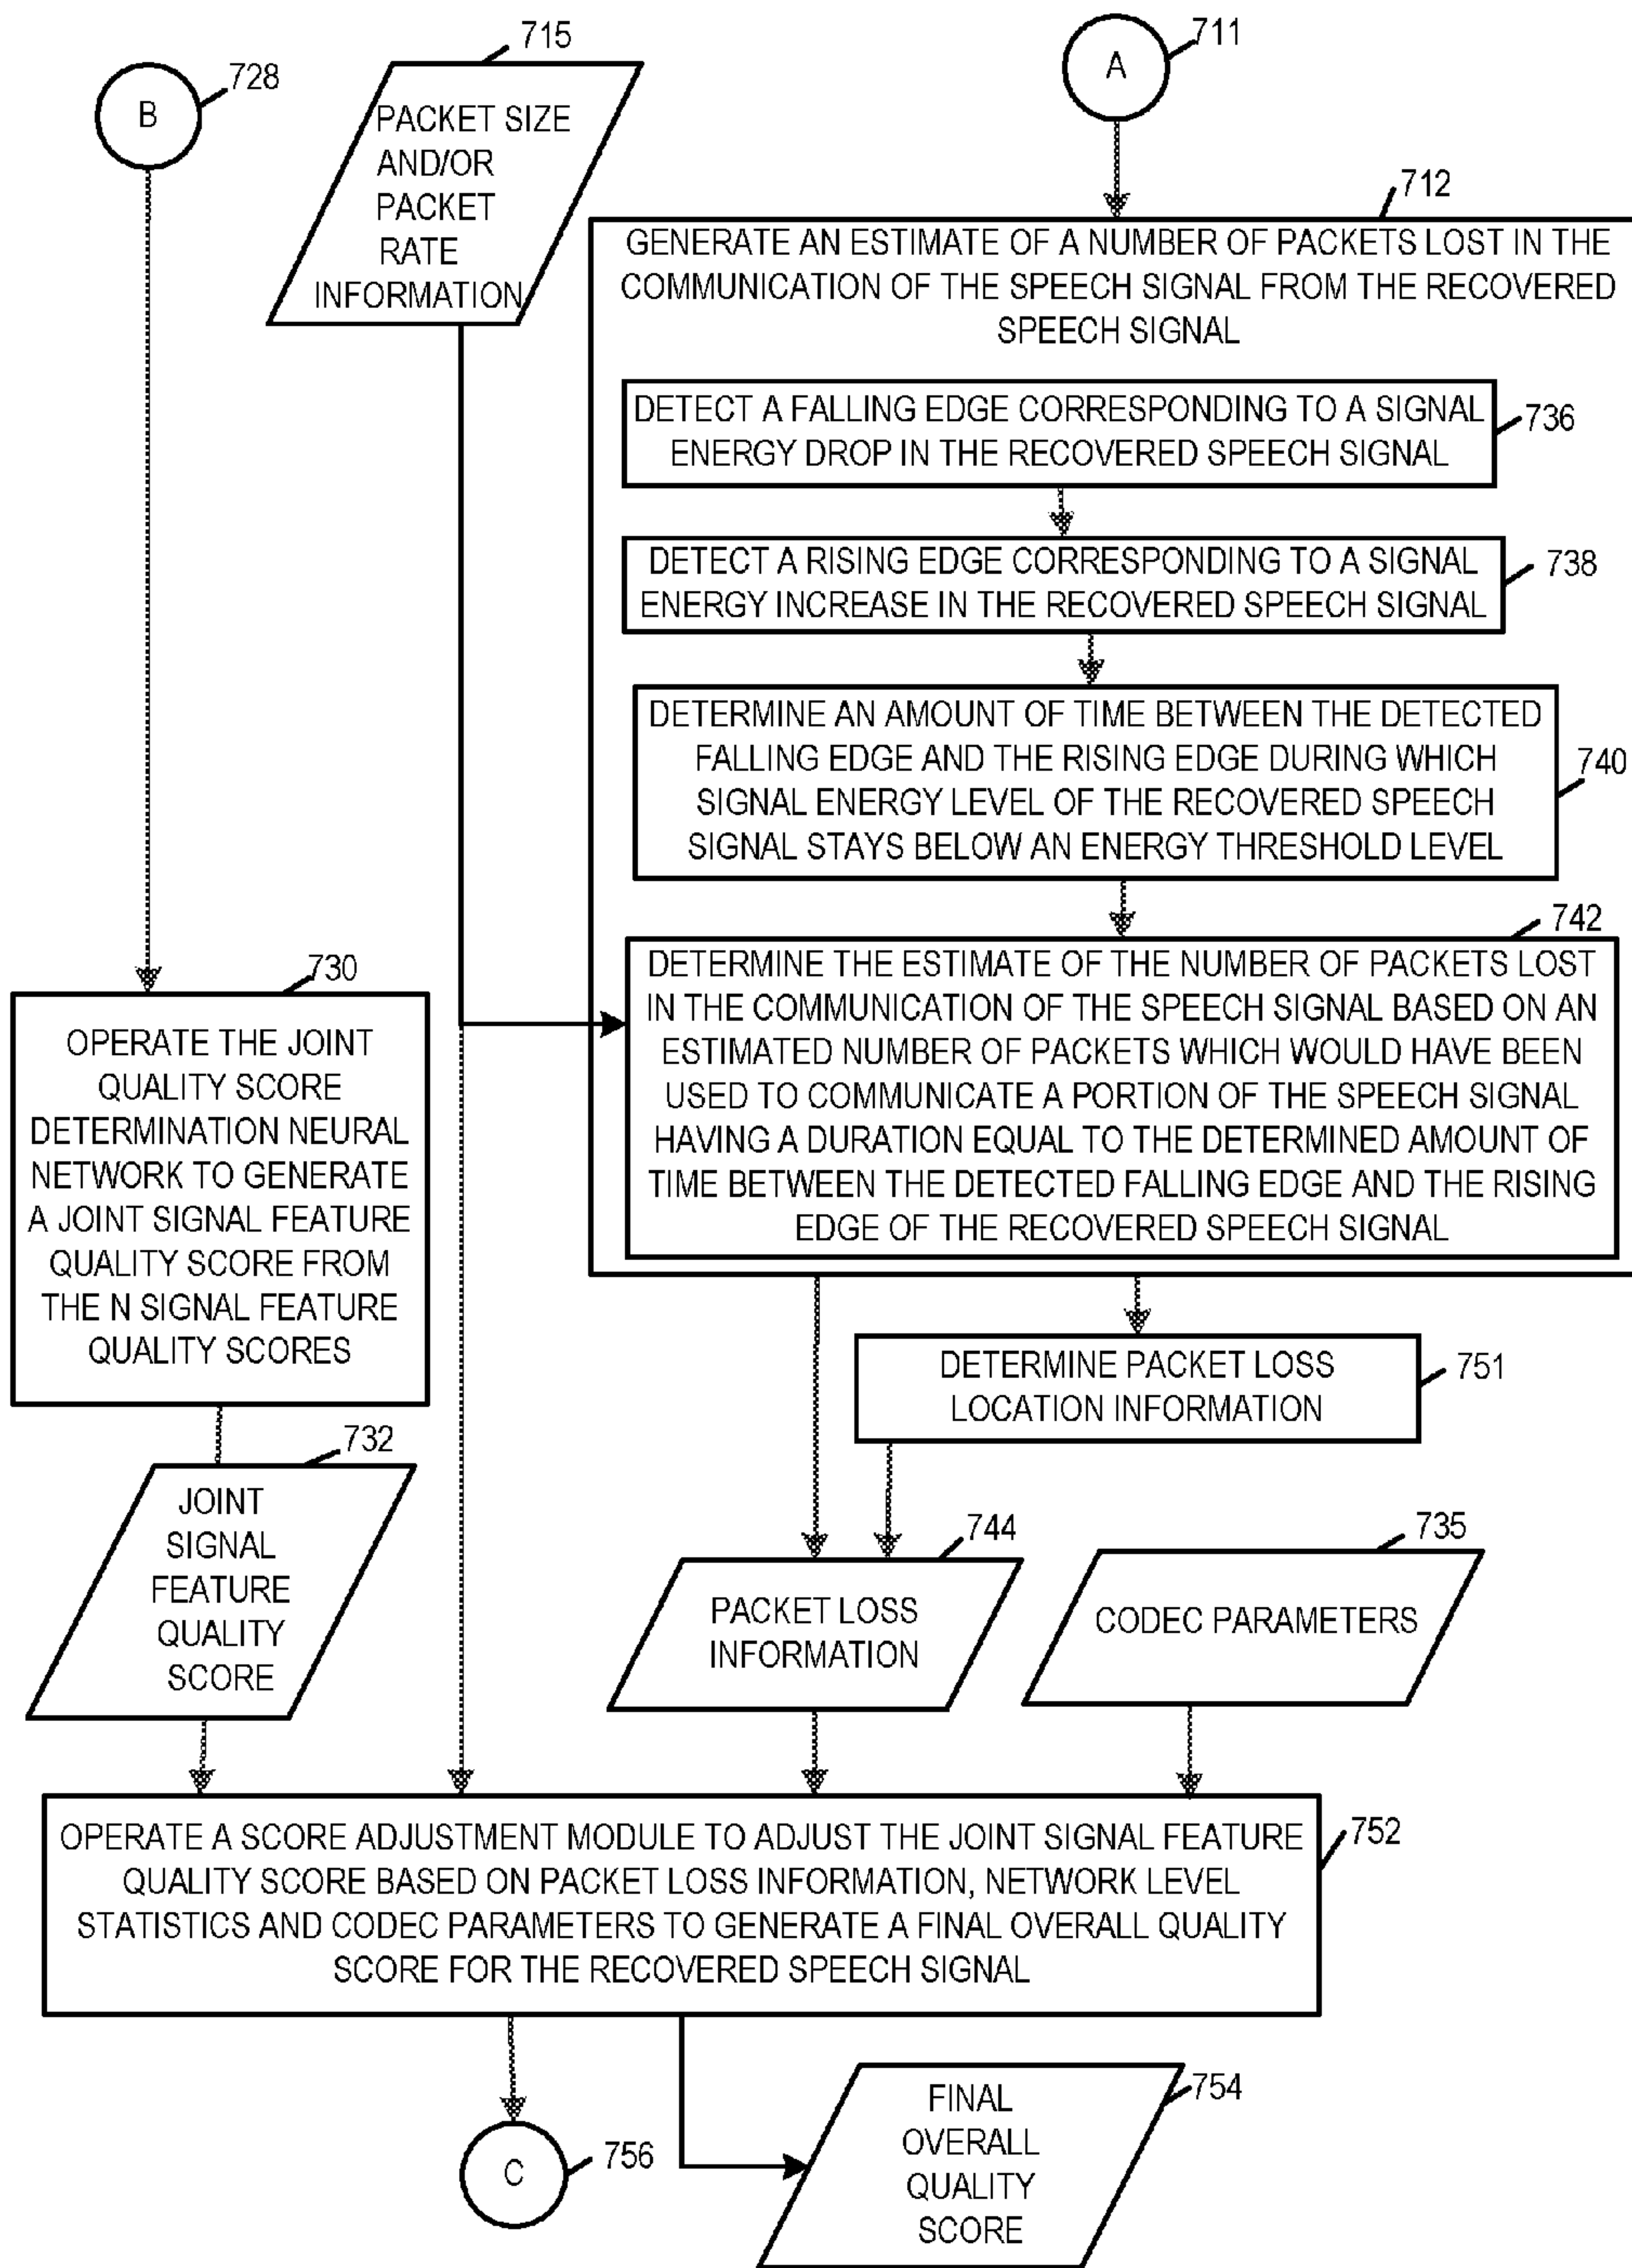 715
711
728
A
B
PACKET SIZE
AND/OR
PACKET
RATE
INFORMATION
712
GENERATE AN ESTIMATE OF A NUMBER OF PACKETS LOST IN THE
COMMUNICATION OF THE SPEECH SIGNAL FROM THE RECOVERED
SPEECH SIGNAL
DETECT A FALLING EDGE CORRESPONDING TO A SIGNAL
ENERGY DROP IN THE RECOVERED SPEECH SIGNAL
736
DETECT A RISING EDGE CORRESPONDING TO A SIGNAL
ENERGY INCREASE IN THE RECOVERED SPEECH SIGNAL
738
DETERMINE AN AMOUNT OF TIME BETWEEN THE DETECTED
FALLING EDGE AND THE RISING EDGE DURING WHICH
SIGNAL ENERGY LEVEL OF THE RECOVERED SPEECH
SIGNAL STAYS BELOW AN ENERGY THRESHOLD LEVEL
740
742
DETERMINE THE ESTIMATE OF THE NUMBER OF PACKETS LOST
IN THE COMMUNICATION OF THE SPEECH SIGNAL BASED ON AN
ESTIMATED NUMBER OF PACKETS WHICH WOULD HAVE BEEN
USED TO COMMUNICATE A PORTION OF THE SPEECH SIGNAL
HAVING A DURATION EQUAL TO THE DETERMINED AMOUNT OF
TIME BETWEEN THE DETECTED FALLING EDGE AND THE RISING
EDGE OF THE RECOVERED SPEECH SIGNAL
730
OPERATE THE JOINT
QUALITY SCORE
DETERMINATION NEURAL
NETWORK TO GENERATE
A JOINT SIGNAL FEATURE
QUALITY SCORE FROM
THE N SIGNAL FEATURE
QUALITY SCORES
DETERMINE PACKET LOSS
LOCATION INFORMATION
751
732
JOINT
SIGNAL
FEATURE
QUALITY
SCORE
744
PACKET LOSS
INFORMATION
735
CODEC PARAMETERS
OPERATE A SCORE ADJUSTMENT MODULE TO ADJUST THE JOINT SIGNAL FEATURE
QUALITY SCORE BASED ON PACKET LOSS INFORMATION, NETWORK LEVEL
STATISTICS AND CODEC PARAMETERS TO GENERATE A FINAL OVERALL QUALITY
SCORE FOR THE RECOVERED SPEECH SIGNAL
752
C
756
FINAL
OVERALL
QUALITY
SCORE
754